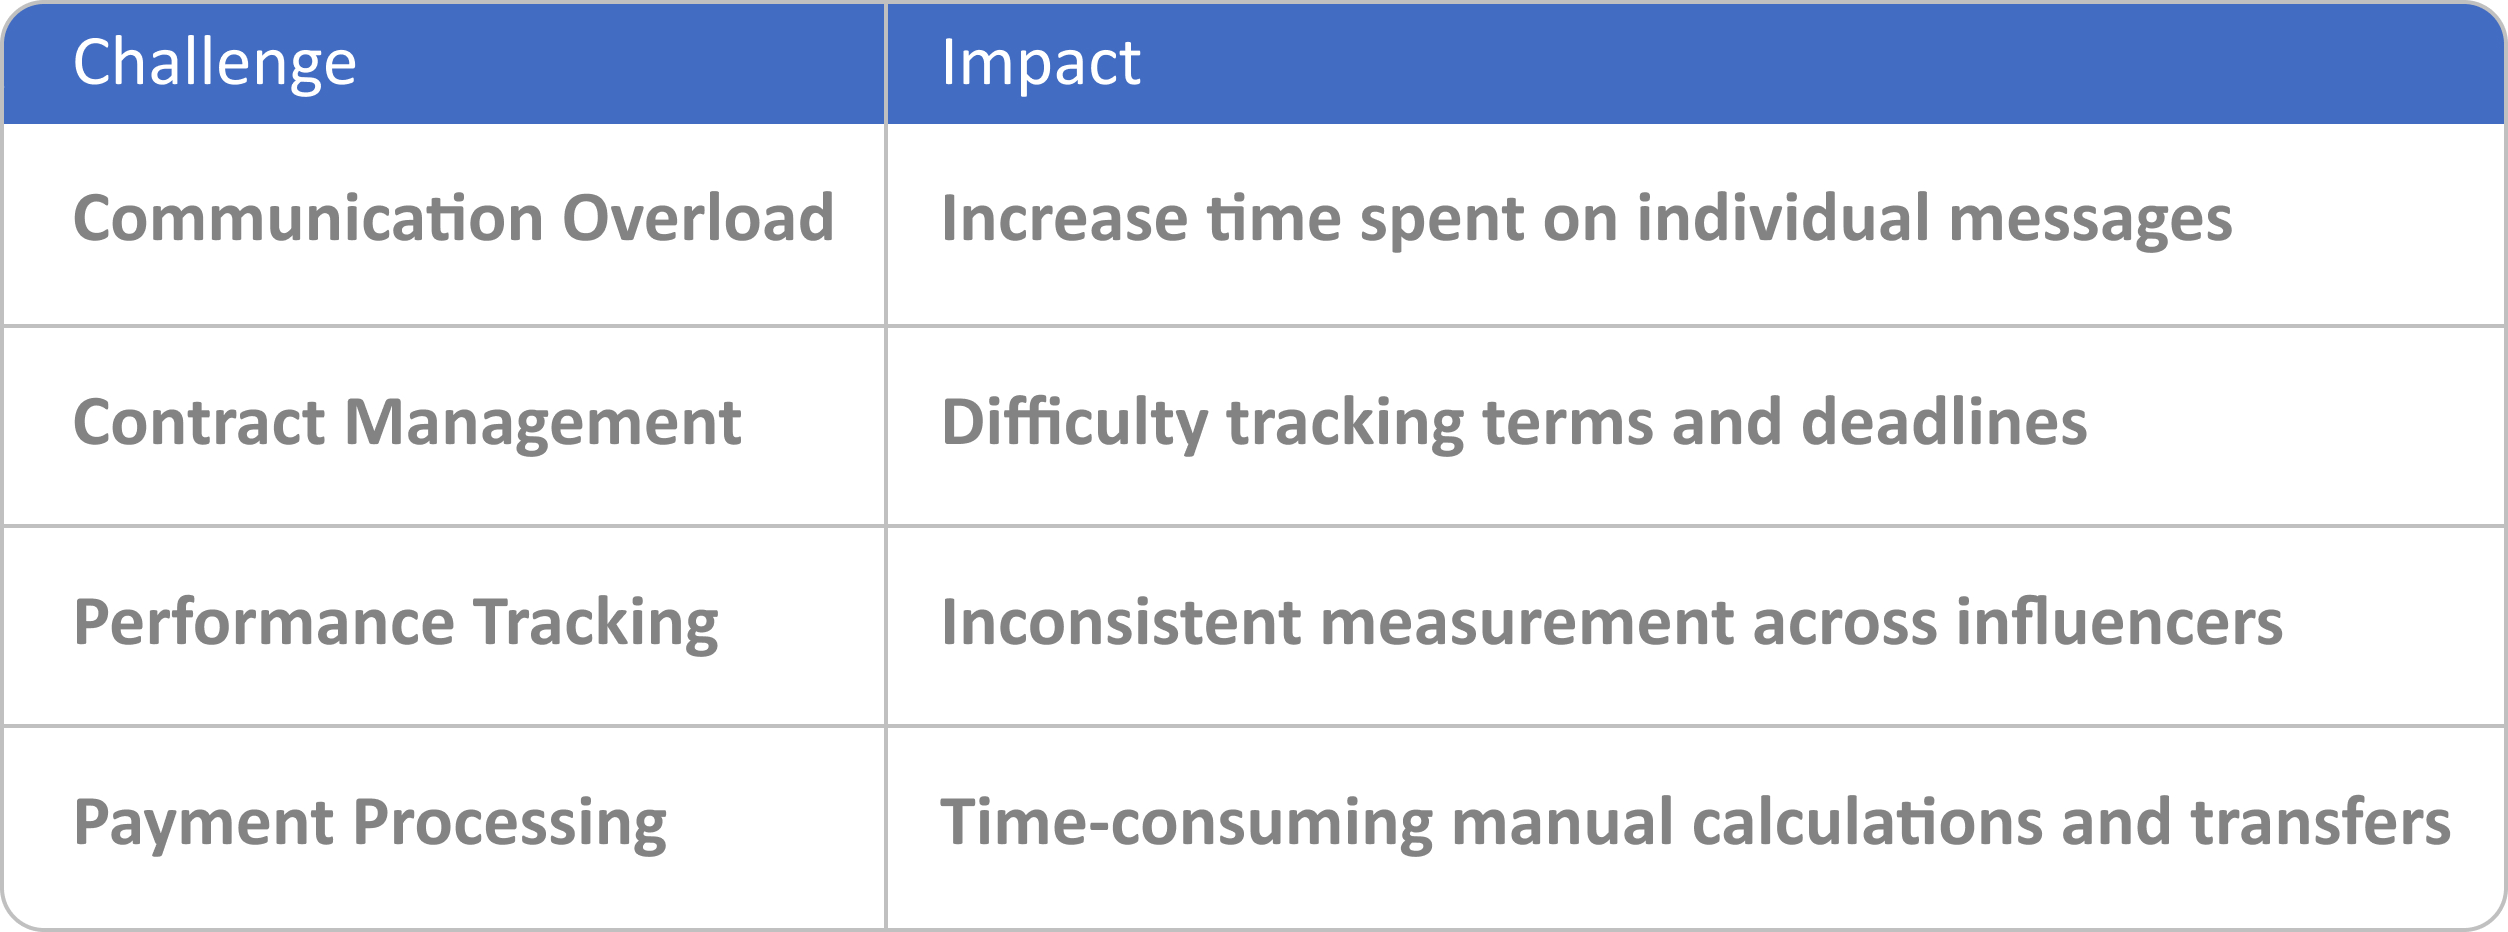 Challenge
Impact
Communication Overload
Increase time spent on individual messages
Contract Management
Difficulty tracking terms and deadlines
Performance Tracking
Inconsistent measurement across influencers
Payment Processing
Time-consuming manual calculations and transfers